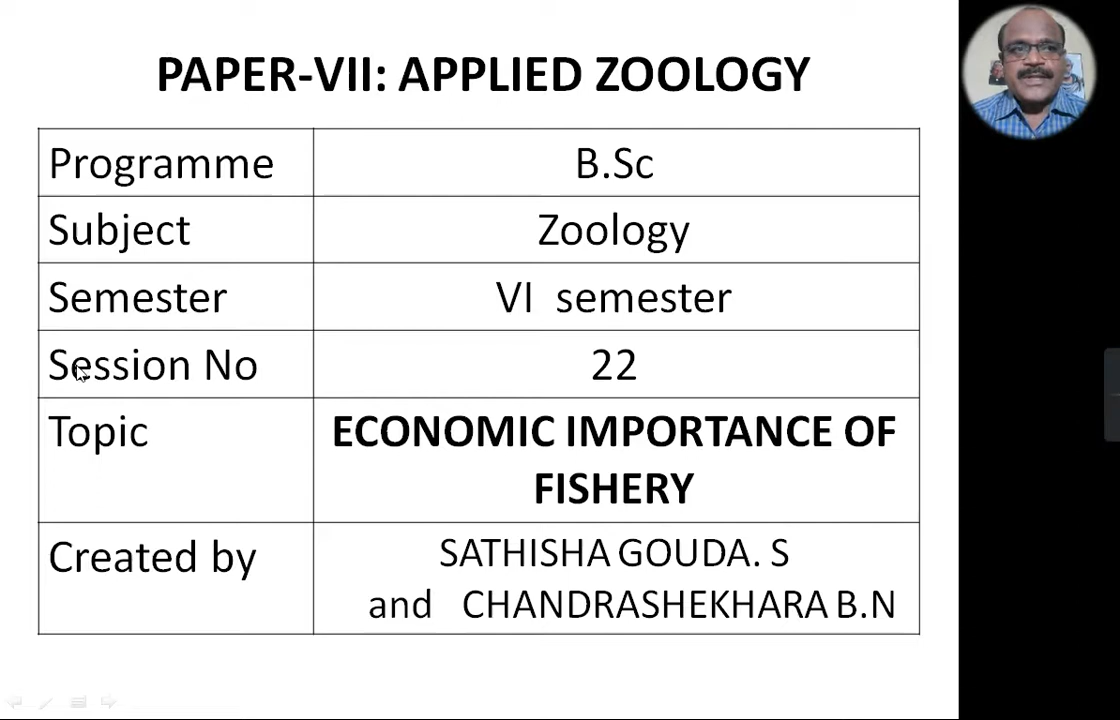 PAPER-VII: APPLIED ZOOLOGY
Programme B.Sc
Subject Zoology
Semester VI semester
Session No 22
Topic ECONOMIC IMPORTANCE OF
FISHERY
Created by SATHISHA GOUDA. S
and CHANDRASHEKHARA B.N